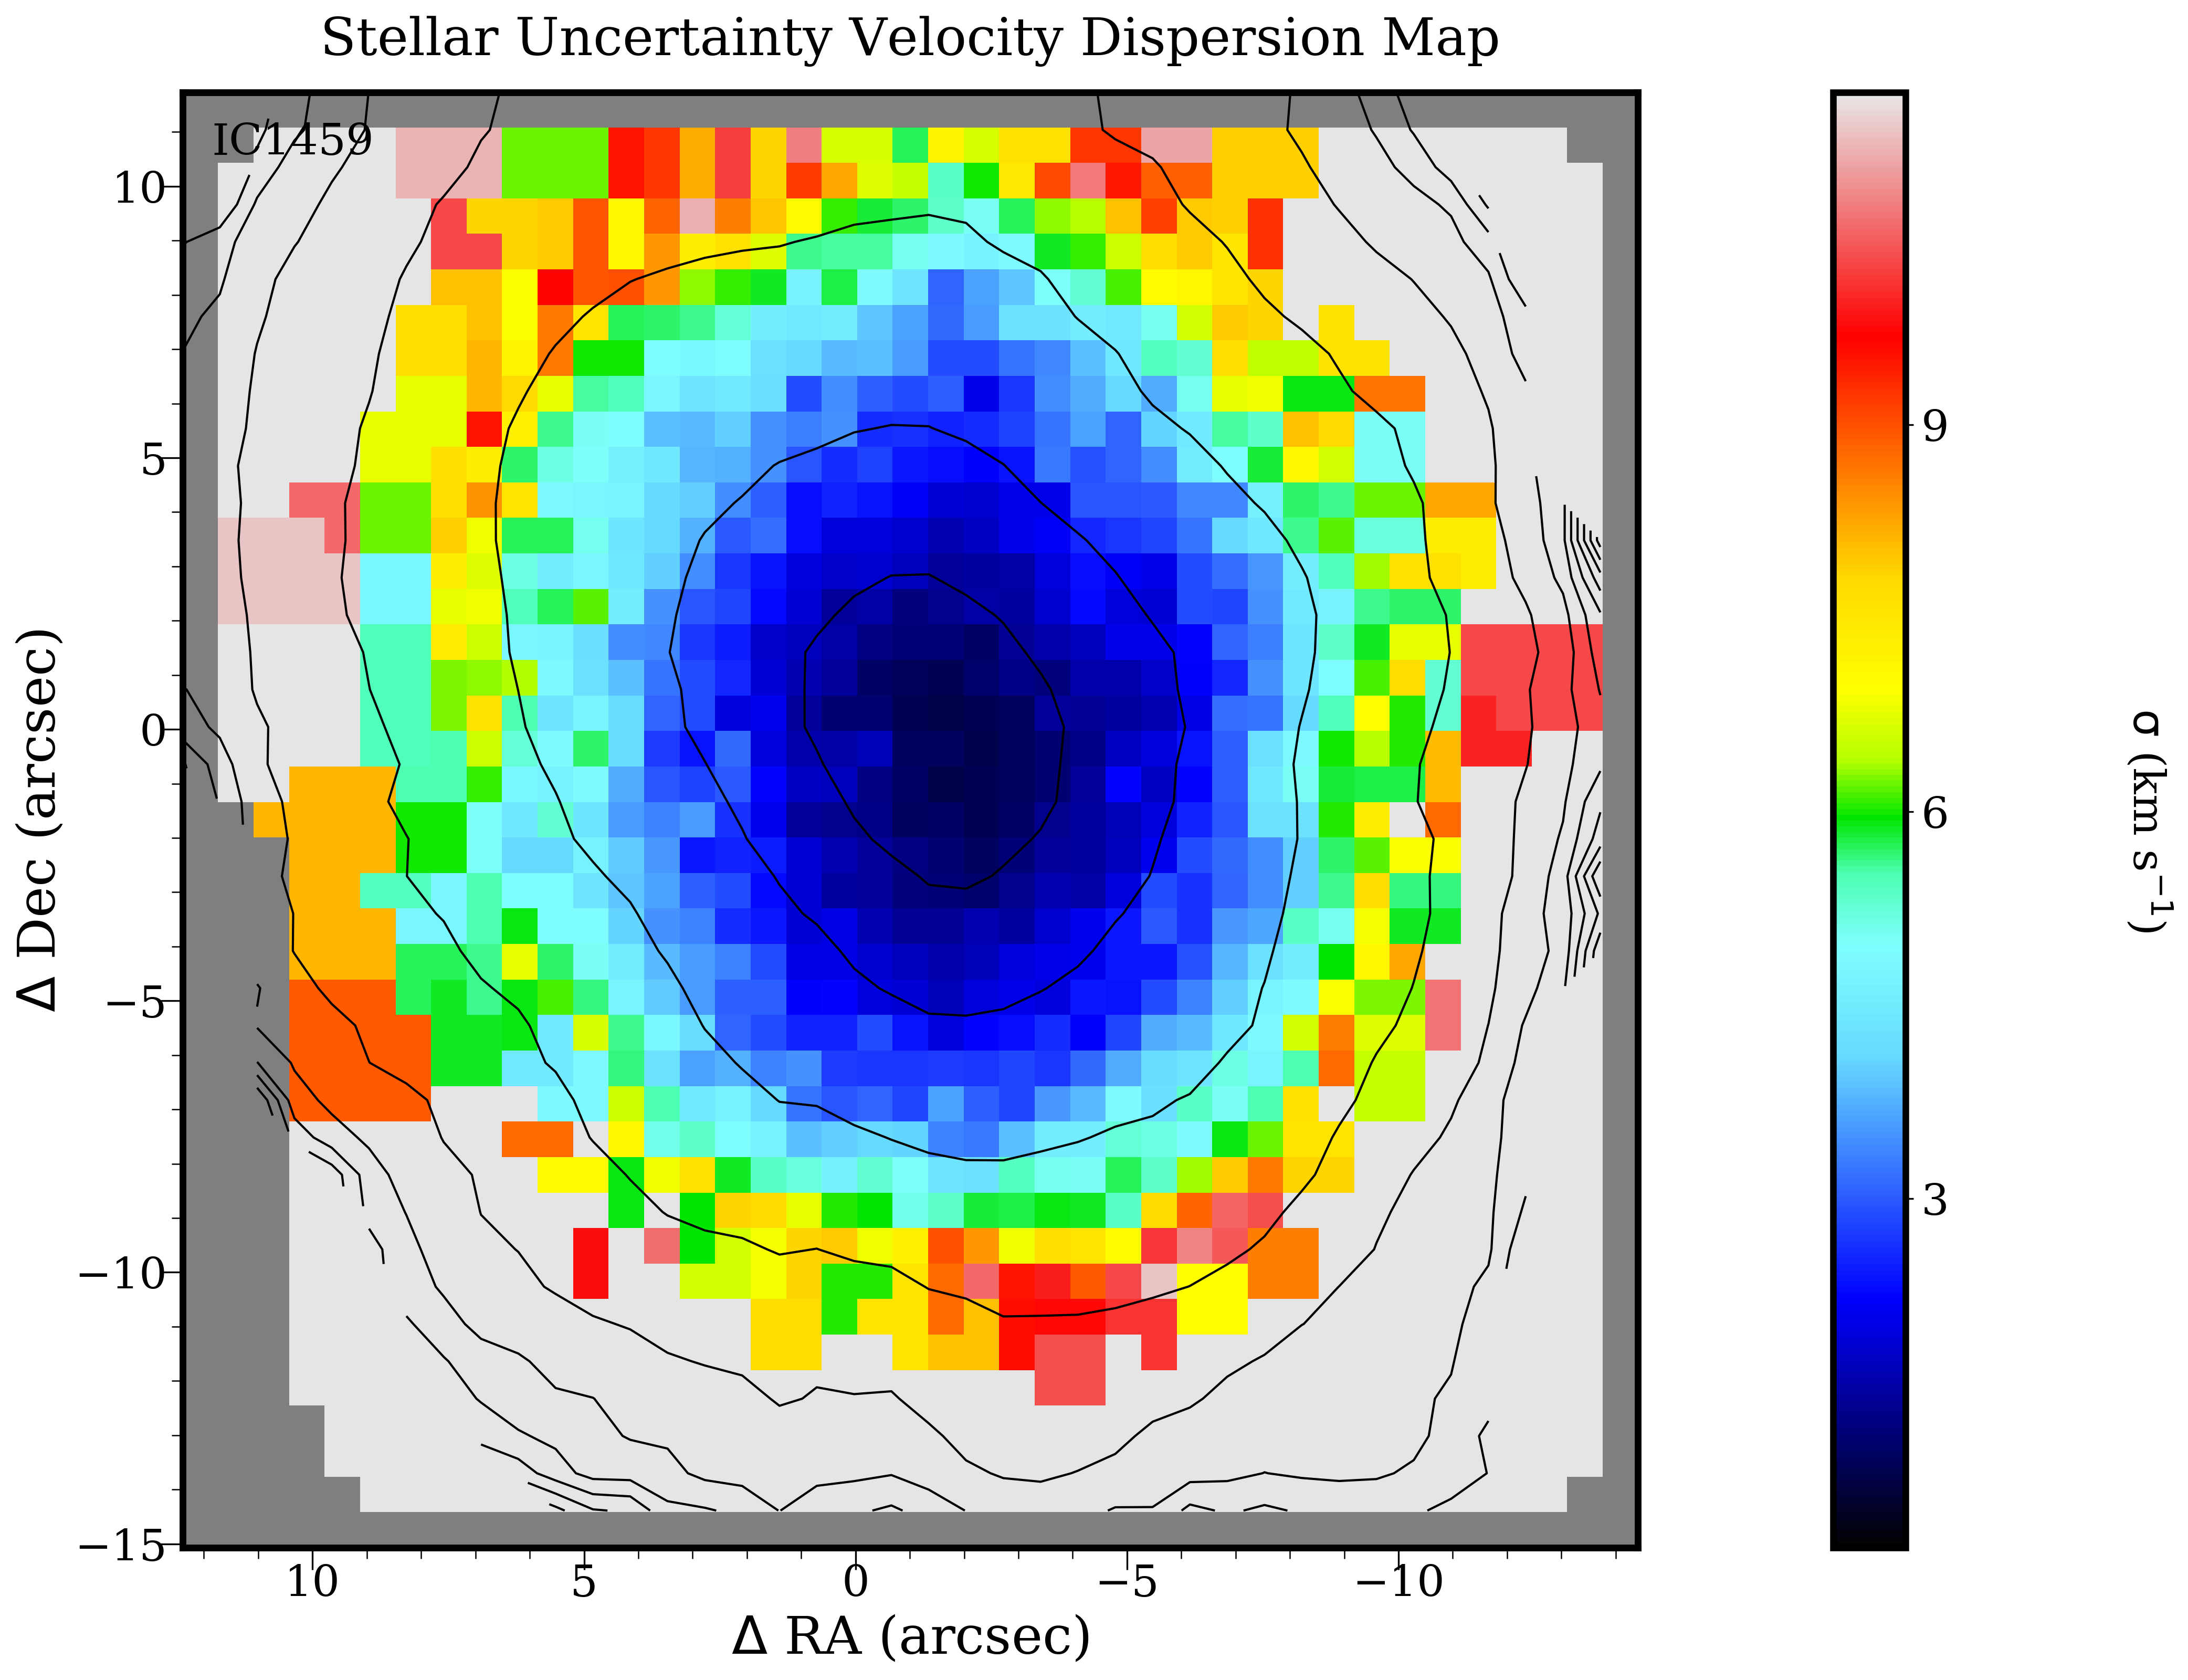 Stellar Uncertainty Velocity Dispersion Map
IC1459
10
5
0
−5
−10
−15
Δ Dec (arcsec)
10
5
0
−5
−10
Δ RA (arcsec)
9
6
3
σ (km s⁻¹)